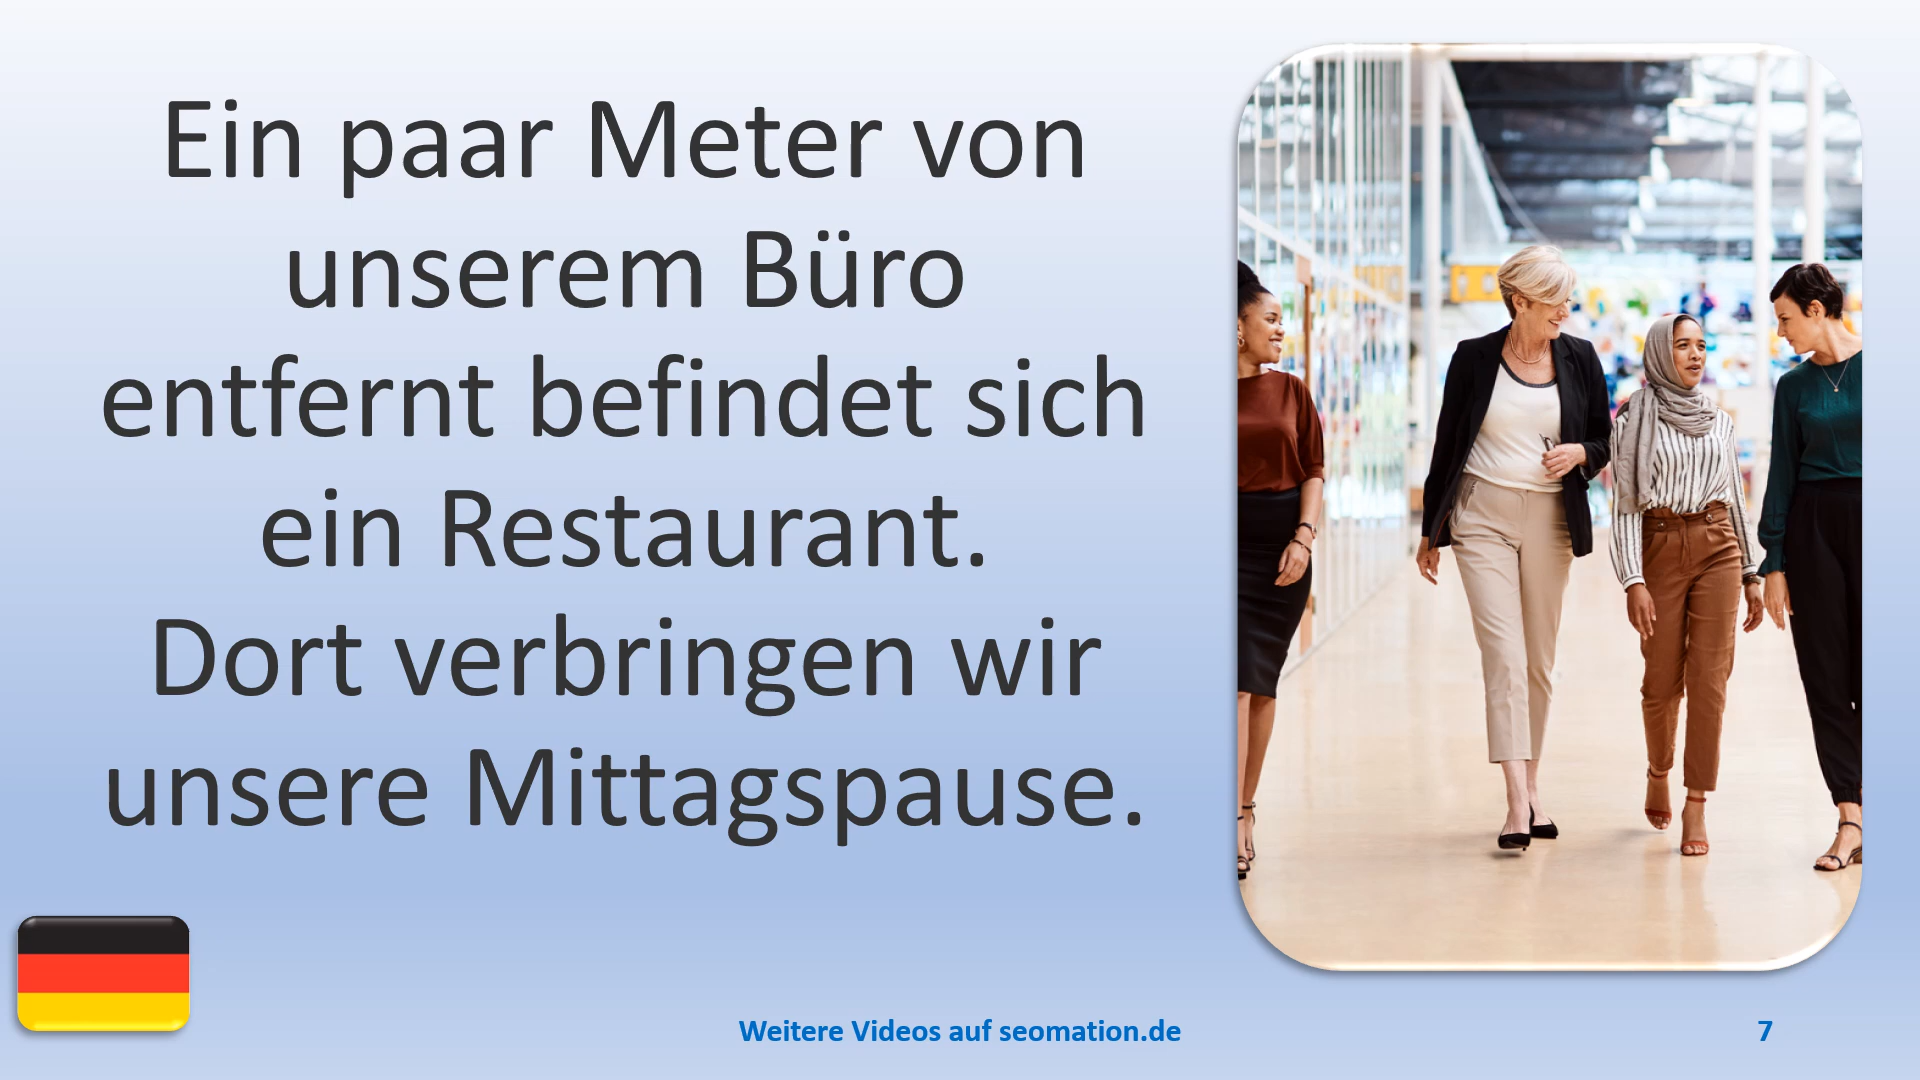 Ein paar Meter von
unserem Büro
entfernt befindet sich
ein Restaurant.
Dort verbringen wir
unsere Mittagspause.
Weitere Videos auf seomation.de
7